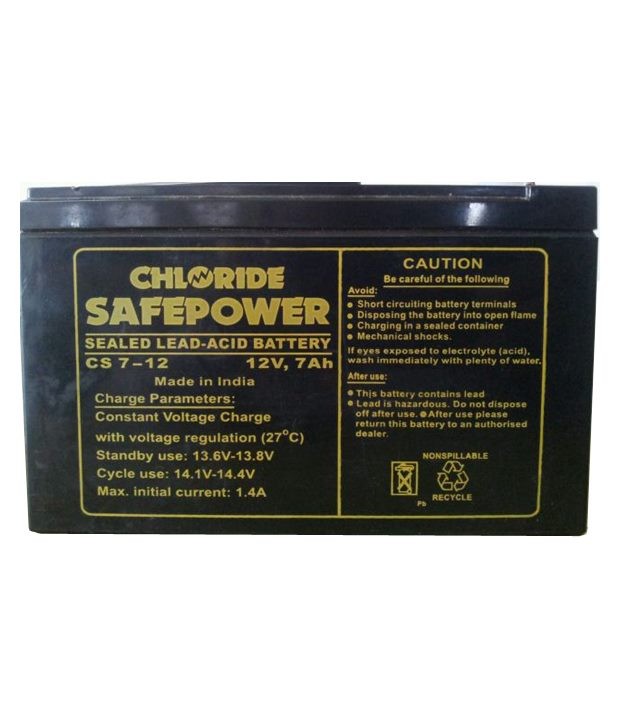 CHLORIDE
SAFEPOWER
SEALED LEAD-ACID BATTERY
CS 7-12 12V, 7Ah
Made in India
Charge Parameters:
Constant Voltage Charge
with voltage regulation (27°C)
Standby use: 13.6V-13.8V
Cycle use: 14.1V-14.4V
Max. initial current: 1.4A
CAUTION
Be careful of the following
Avoid:
● Short circuiting battery terminals
● Disposing the battery into open flame
● Charging in a sealed container
● Mechanical shocks.
If eyes exposed to electrolyte (acid),
wash immediately with plenty of water.
After use:
● This battery contains lead
● Lead is hazardous. Do not dispose
off after use. ● After use please
return this battery to an authorised
dealer.
NONSPILLABLE
RECYCLE
Pb